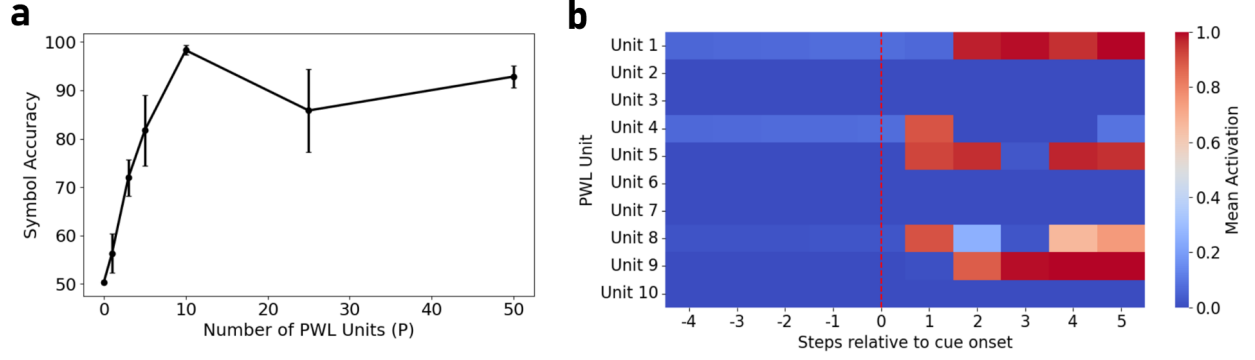 a
100
90
80
70
60
50
Symbol Accuracy
0 10 20 30 40 50
Number of PWL Units (P)
b
PWL Unit
Unit 1
Unit 2
Unit 3
Unit 4
Unit 5
Unit 6
Unit 7
Unit 8
Unit 9
Unit 10
-4 -3 -2 -1 0 1 2 3 4 5
Steps relative to cue onset
1.0
0.8
0.6
0.4
0.2
0.0
Mean Activation